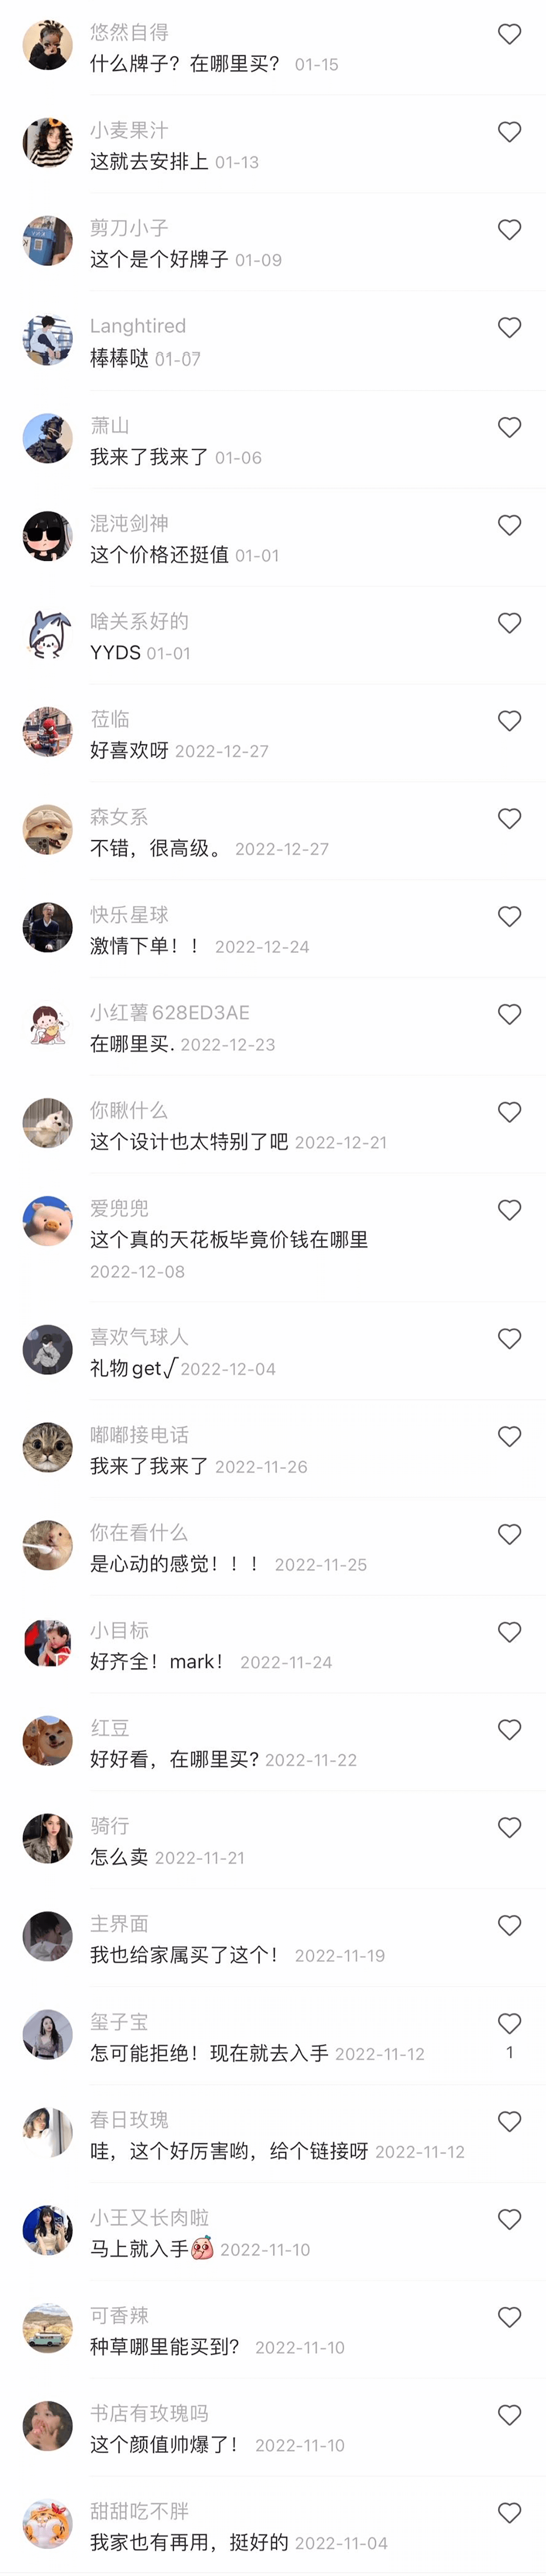 悠然自得
什么牌子？在哪里买？ 01-15
小麦果汁
这就去安排上 01-13
剪刀小子
这个是个好牌子 01-09
Langhtired
棒棒哒 01-07
萧山
我来了我来了 01-06
混沌剑神
这个价格还挺值 01-01
啥关系好的
YYDS 01-01
莅临
好喜欢呀 2022-12-27
森女系
不错，很高级。 2022-12-27
快乐星球
激情下单！！ 2022-12-24
小红薯628ED3AE
在哪里买. 2022-12-23
你瞅什么
这个设计也太特别了吧 2022-12-21
爱兜兜
这个真的天花板毕竟价钱在哪里
2022-12-08
喜欢气球人
礼物get√ 2022-12-04
嘟嘟接电话
我来了我来了 2022-11-26
你在看什么
是心动的感觉！！！ 2022-11-25
小目标
好齐全！mark！ 2022-11-24
红豆
好好看，在哪里买? 2022-11-22
骑行
怎么卖 2022-11-21
主界面
我也给家属买了这个！ 2022-11-19
玺子宝
怎可能拒绝！现在就去入手 2022-11-12
1
春日玫瑰
哇，这个好厉害哟，给个链接呀 2022-11-12
小王又长肉啦
马上就入手 2022-11-10
可香辣
种草哪里能买到？ 2022-11-10
书店有玫瑰吗
这个颜值帅爆了！ 2022-11-10
甜甜吃不胖
我家也有再用，挺好的 2022-11-04